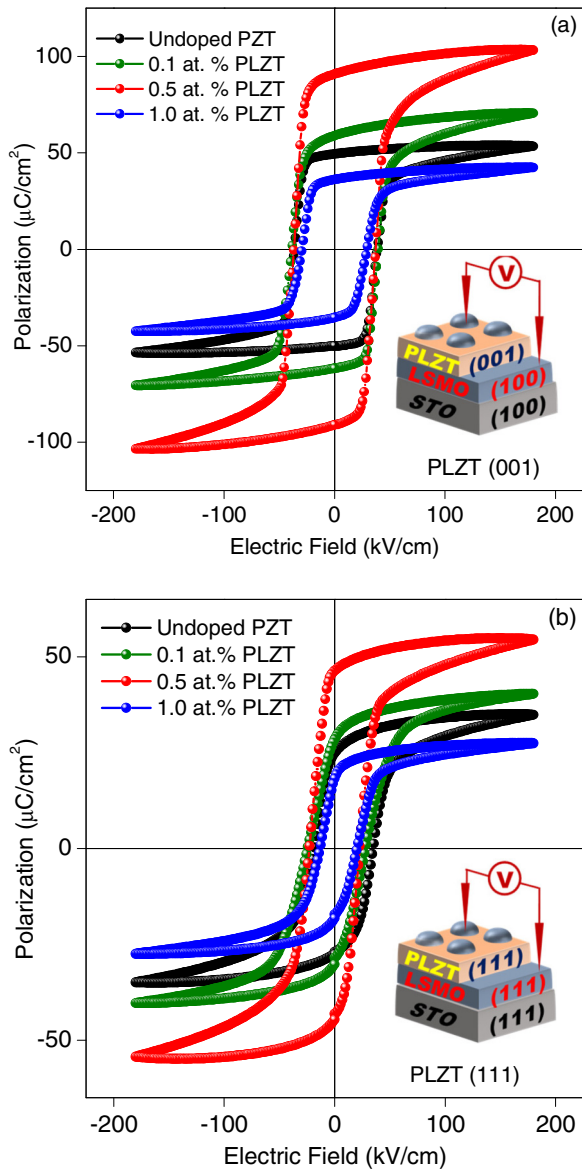 (a)
Undoped PZT
0.1 at. % PLZT
0.5 at. % PLZT
1.0 at. % PLZT
100
50
0
-50
-100
Polarization (μC/cm²)
V
PLZT (001)
LSMO (100)
STO (100)
PLZT (001)
-200 -100 0 100 200
Electric Field (kV/cm)
(b)
Undoped PZT
0.1 at.% PLZT
0.5 at.% PLZT
1.0 at.% PLZT
50
0
-50
Polarization (μC/cm²)
V
PLZT (111)
LSMO (111)
STO (111)
PLZT (111)
-200 -100 0 100 200
Electric Field (kV/cm)